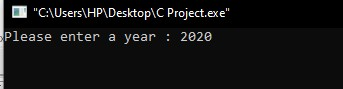 "C:\Users\HP\Desktop\C Project.exe"
Please enter a year : 2020